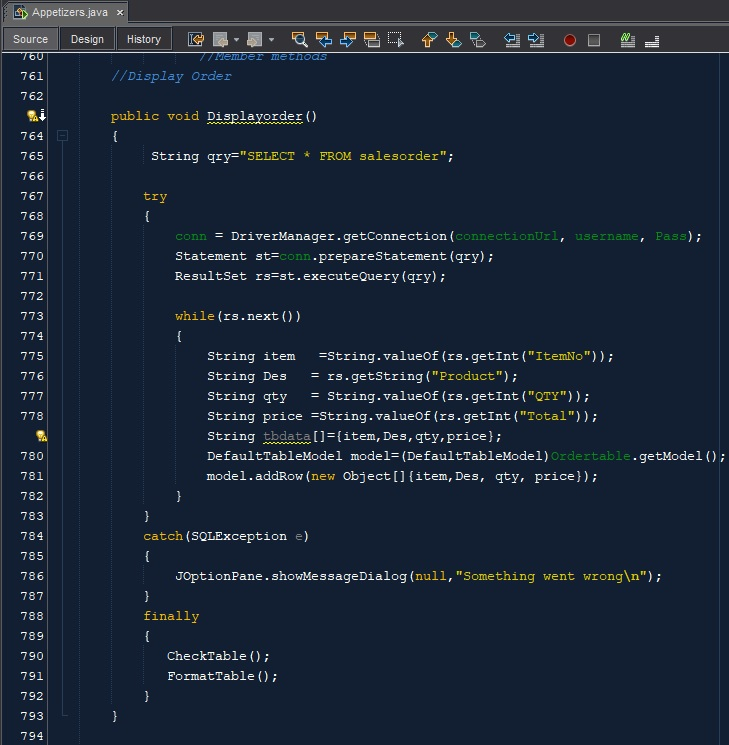 Appetizers.java ×
Source Design History
760 //Member methods
761 //Display Order
762
public void Displayorder()
764 {
765 String qry="SELECT * FROM salesorder";
766
767 try
768 {
769 conn = DriverManager.getConnection(connectionUrl, username, Pass);
770 Statement st=conn.prepareStatement(qry);
771 ResultSet rs=st.executeQuery(qry);
772
773 while(rs.next())
774 {
775 String item =String.valueOf(rs.getInt("ItemNo"));
776 String Des = rs.getString("Product");
777 String qty = String.valueOf(rs.getInt("QTY"));
778 String price =String.valueOf(rs.getInt("Total"));
String tbdata[]={item,Des,qty,price};
780 DefaultTableModel model=(DefaultTableModel)Ordertable.getModel();
781 model.addRow(new Object[]{item,Des, qty, price});
782 }
783 }
784 catch(SQLException e)
785 {
786 JOptionPane.showMessageDialog(null,"Something went wrong\n");
787 }
788 finally
789 {
790 CheckTable();
791 FormatTable();
792 }
793 }
794